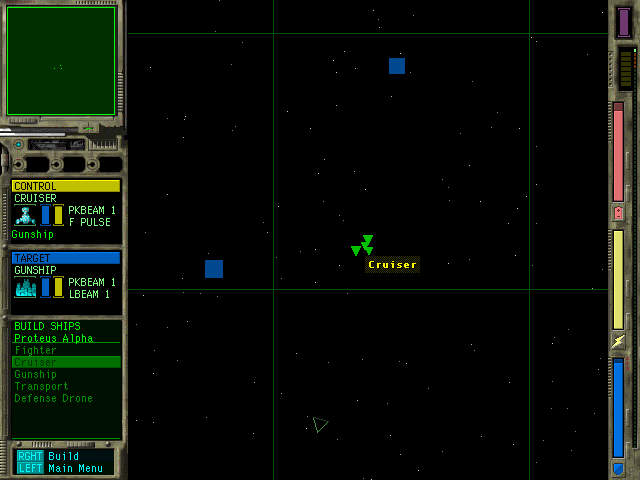 CONTROL
CRUISER
PKBEAM 1
F PULSE
Gunship
TARGET
GUNSHIP
PKBEAM 1
LBEAM 1
BUILD SHIPS
Proteus Alpha
Fighter
Cruiser
Gunship
Transport
Defense Drone
RGHT Build
LEFT Main Menu
Cruiser